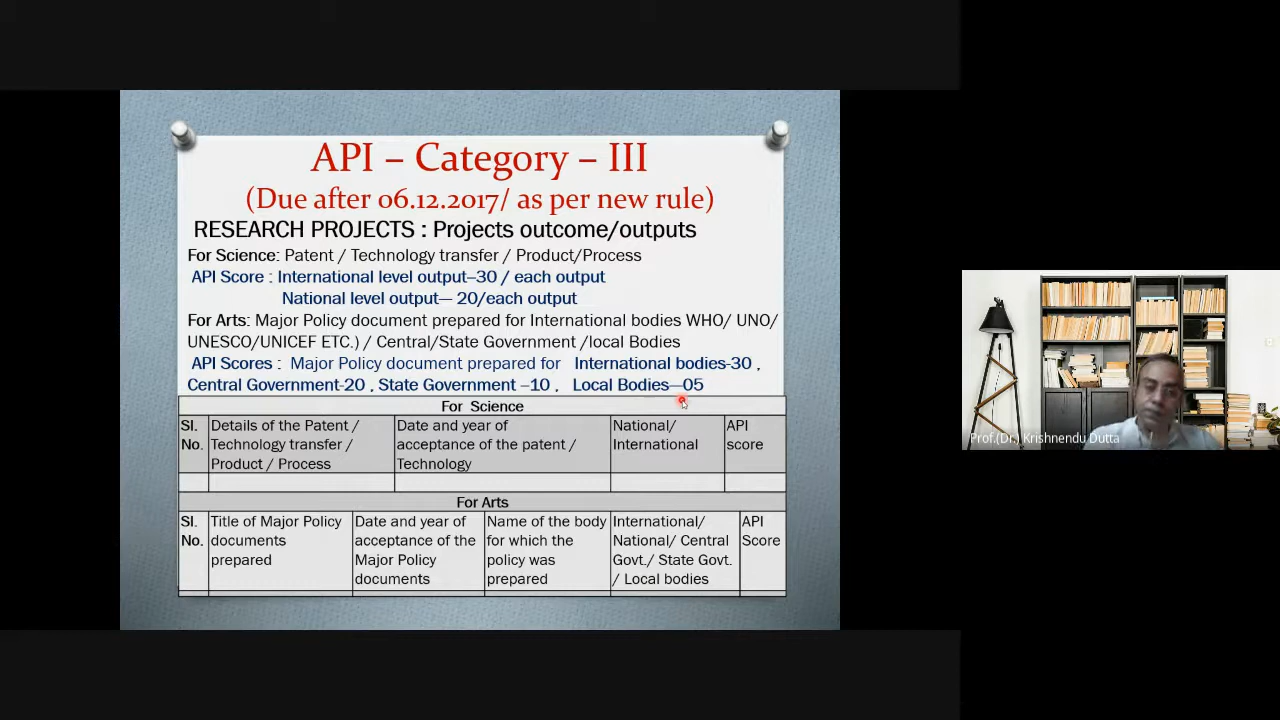 API – Category – III
(Due after 06.12.2017/ as per new rule)
RESEARCH PROJECTS : Projects outcome/outputs
For Science: Patent / Technology transfer / Product/Process
API Score : International level output–30 / each output
National level output— 20/each output
For Arts: Major Policy document prepared for International bodies WHO/ UNO/
UNESCO/UNICEF ETC.) / Central/State Government /local Bodies
API Scores : Major Policy document prepared for International bodies-30 ,
Central Government-20 , State Government –10 , Local Bodies—05
For Science
Sl. No. Details of the Patent / Technology transfer / Product / Process Date and year of acceptance of the patent / Technology National/ International API score
For Arts
Sl. No. Title of Major Policy documents prepared Date and year of acceptance of the Major Policy documents Name of the body for which the policy was prepared International/ National/ Central Govt./ State Govt. / Local bodies API Score
Prof.(Dr.) Krishnendu Dutta